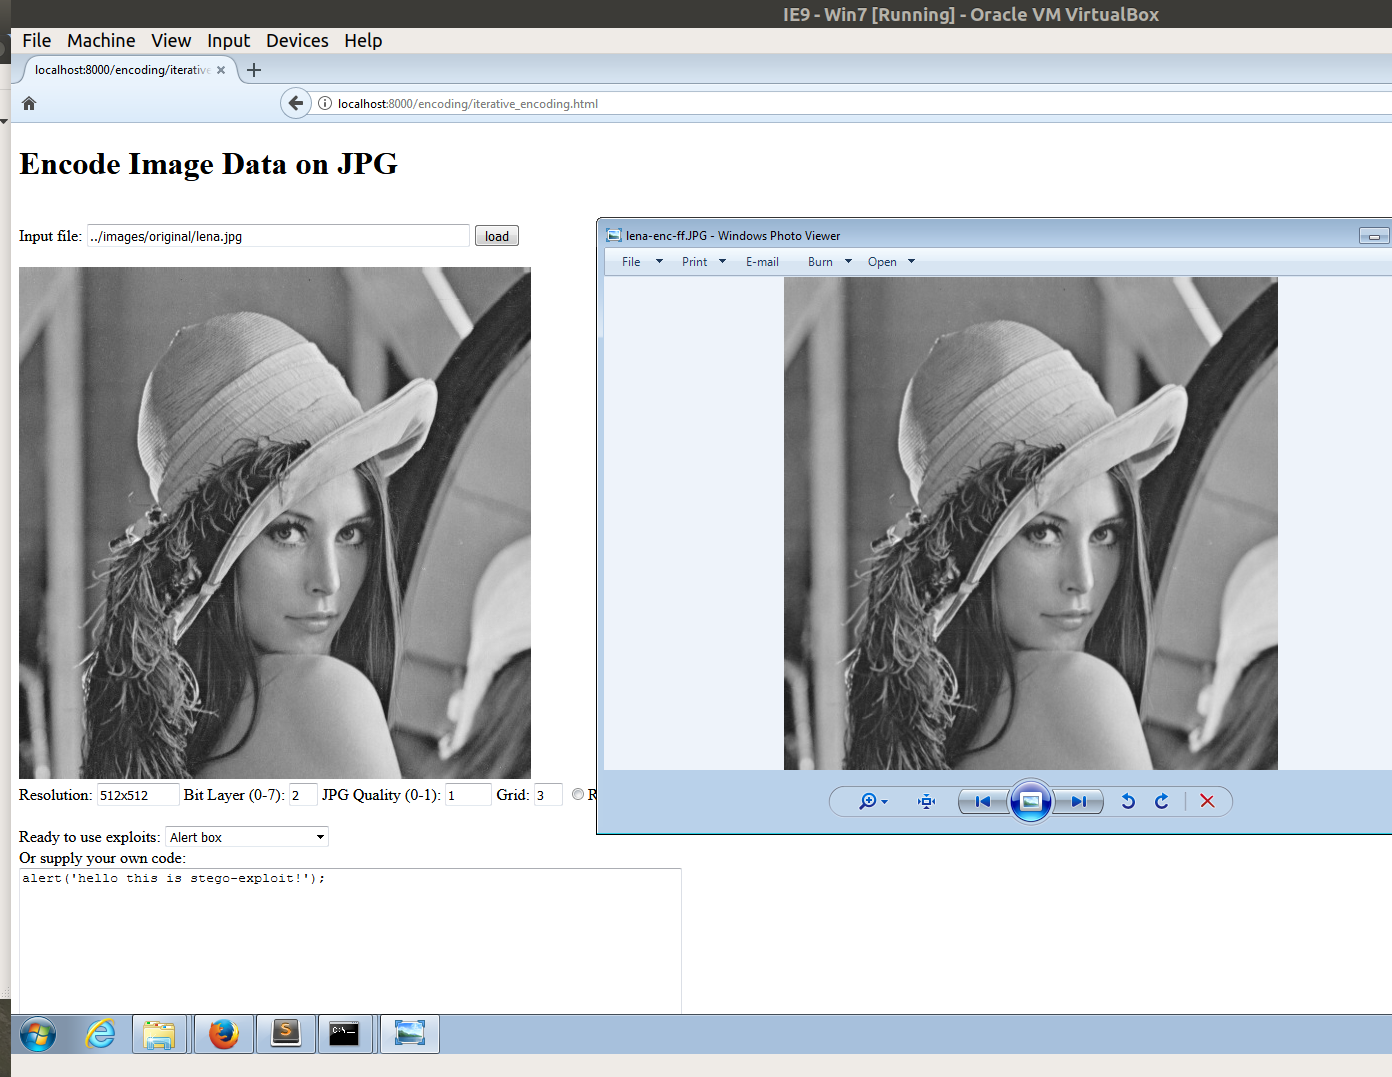 IE9 - Win7 [Running] - Oracle VM VirtualBox
File Machine View Input Devices Help
localhost:8000/encoding/iterative
localhost:8000/encoding/iterative_encoding.html
Encode Image Data on JPG
Input file: ../images/original/lena.jpg load
lena-enc-ff.JPG - Windows Photo Viewer
File Print E-mail Burn Open
Resolution: 512x512 Bit Layer (0-7): 2 JPG Quality (0-1): 1 Grid: 3 R
Ready to use exploits: Alert box
Or supply your own code:
alert('hello this is stego-exploit!');
C:\
S